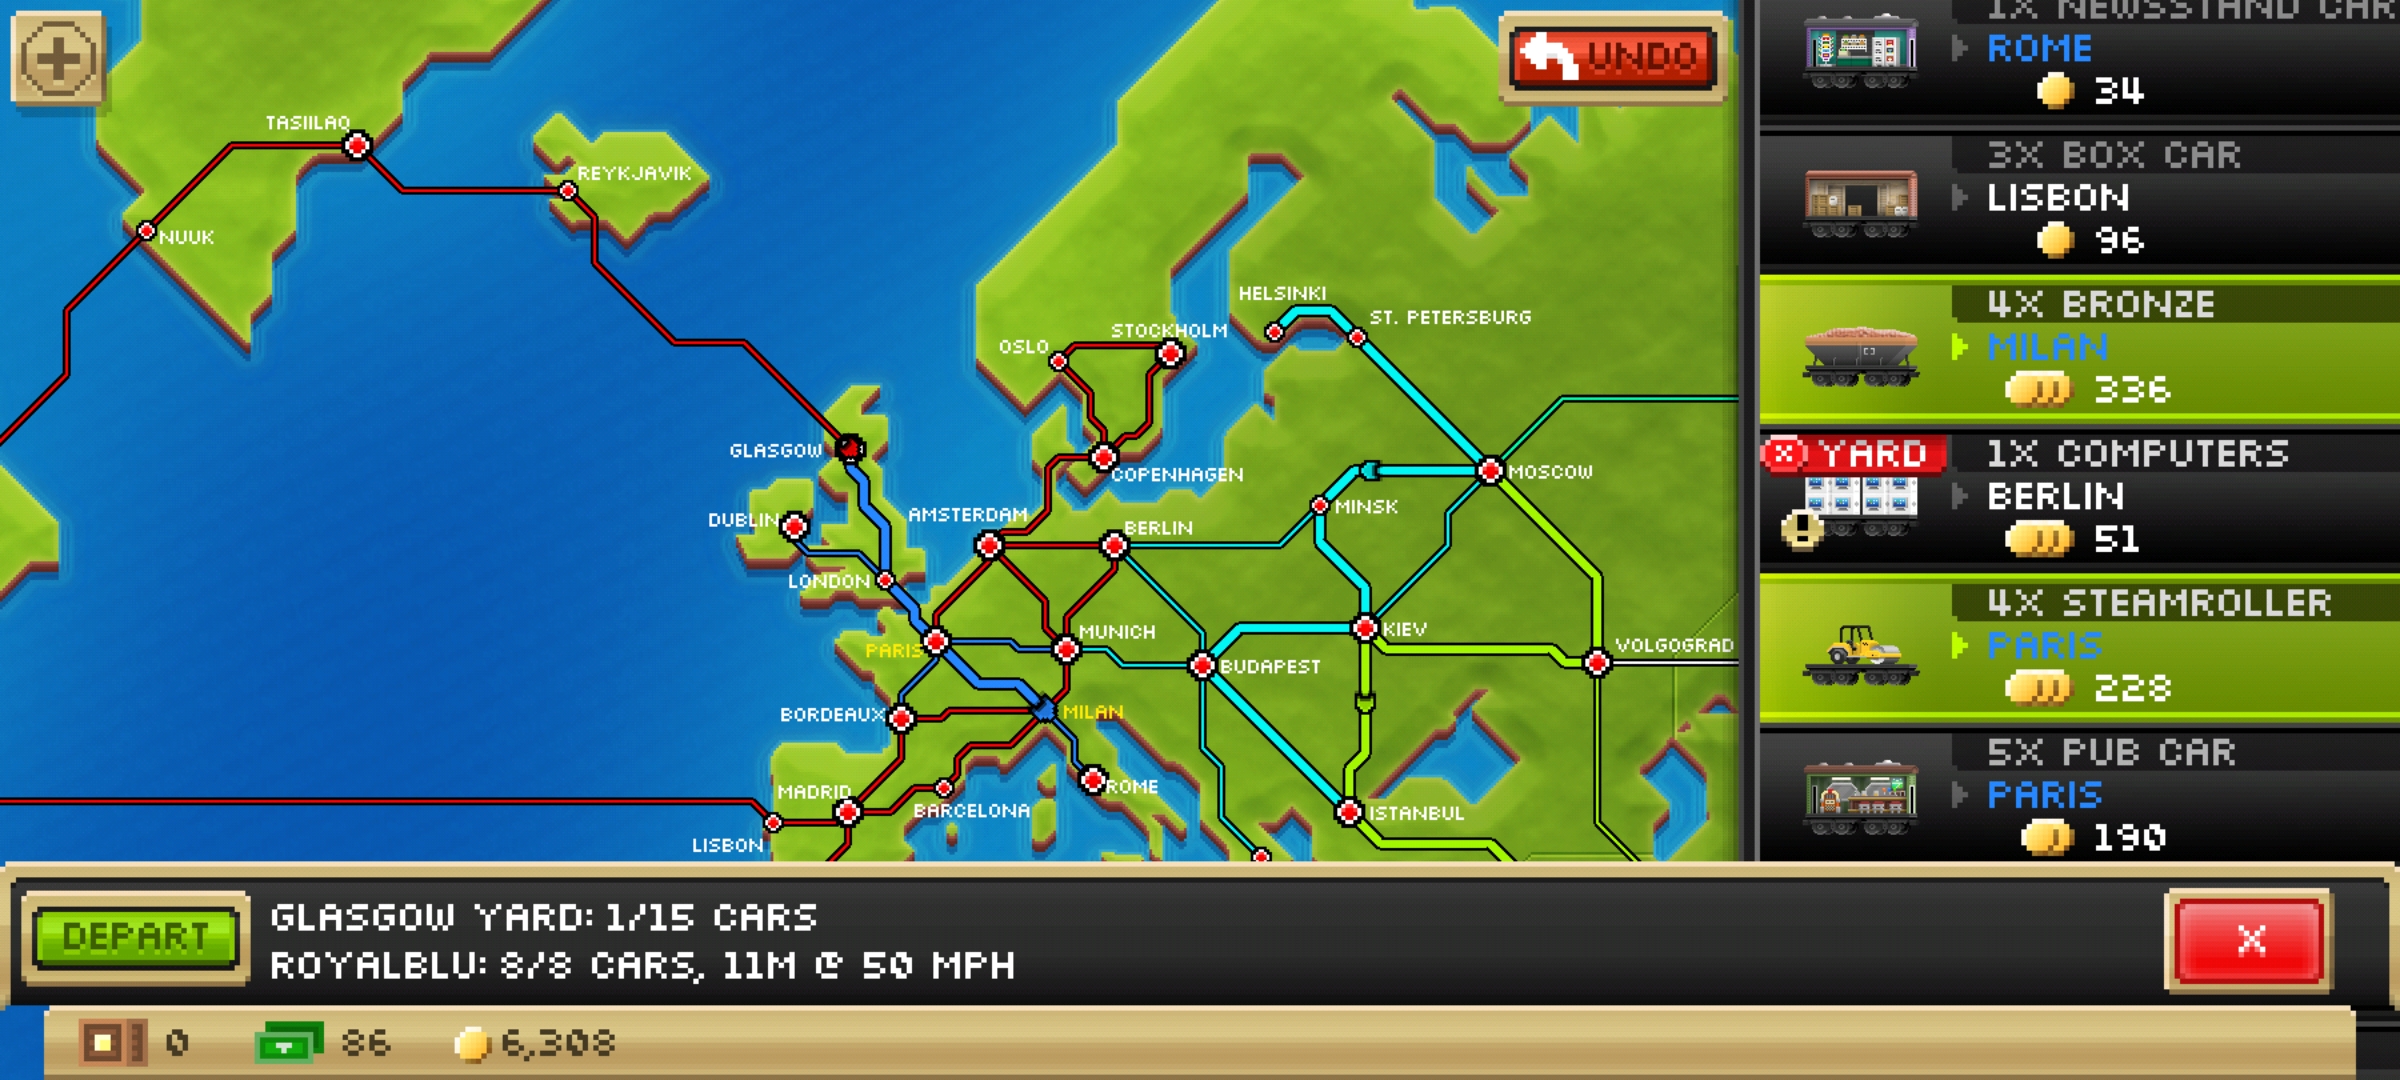 UNDO
TASIILAQ
REYKJAVIK
NUUK
HELSINKI
ST. PETERSBURG
STOCKHOLM
OSLO
GLASGOW
COPENHAGEN
MOSCOW
DUBLIN
AMSTERDAM
BERLIN
MINSK
LONDON
PARIS
MUNICH
KIEV
VOLGOGRAD
BUDAPEST
BORDEAUX
MILAN
MADRID
ROME
BARCELONA
ISTANBUL
LISBON
1X NEWSSTAND CAR
ROME
34
3X BOX CAR
LISBON
96
4X BRONZE
MILAN
336
YARD
1X COMPUTERS
BERLIN
51
4X STEAMROLLER
PARIS
228
5X PUB CAR
PARIS
190
DEPART
GLASGOW YARD: 1/15 CARS
ROYALBLU: 8/8 CARS, 11M @ 50 MPH
X
0
86
6,308